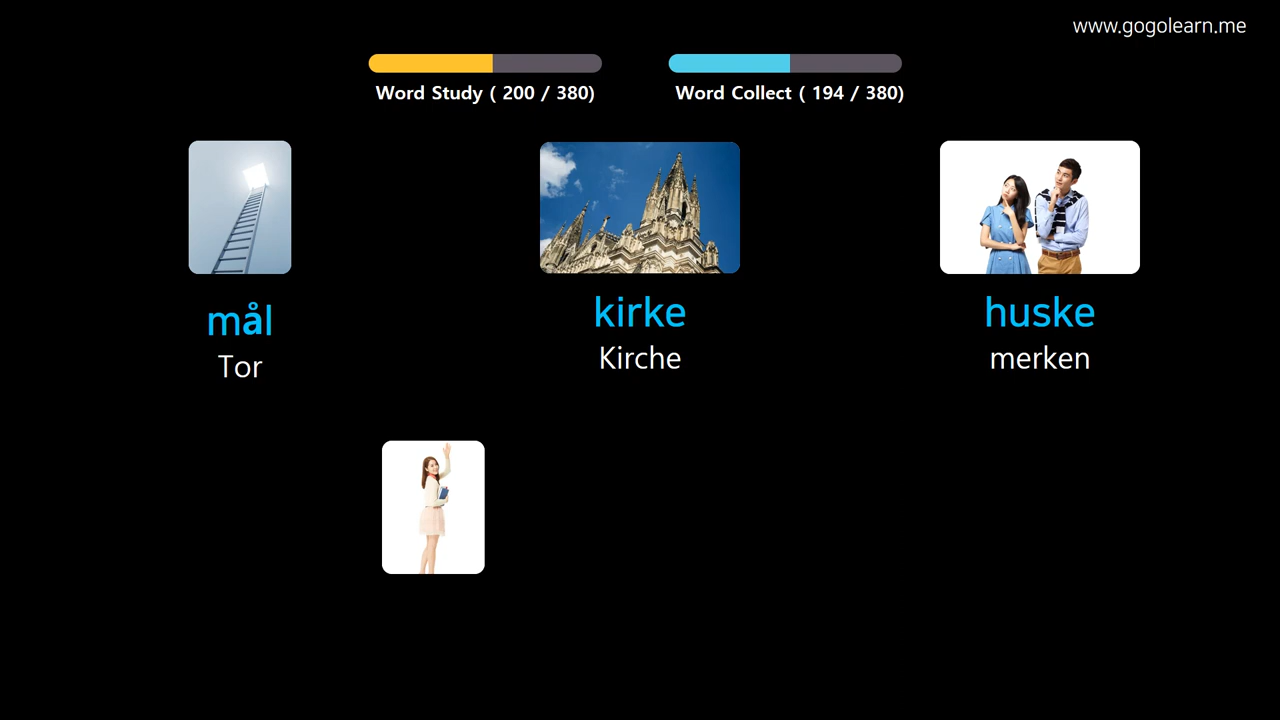 www.gogolearn.me
Word Study ( 200 / 380)
Word Collect ( 194 / 380)
mål
Tor
kirke
Kirche
huske
merken